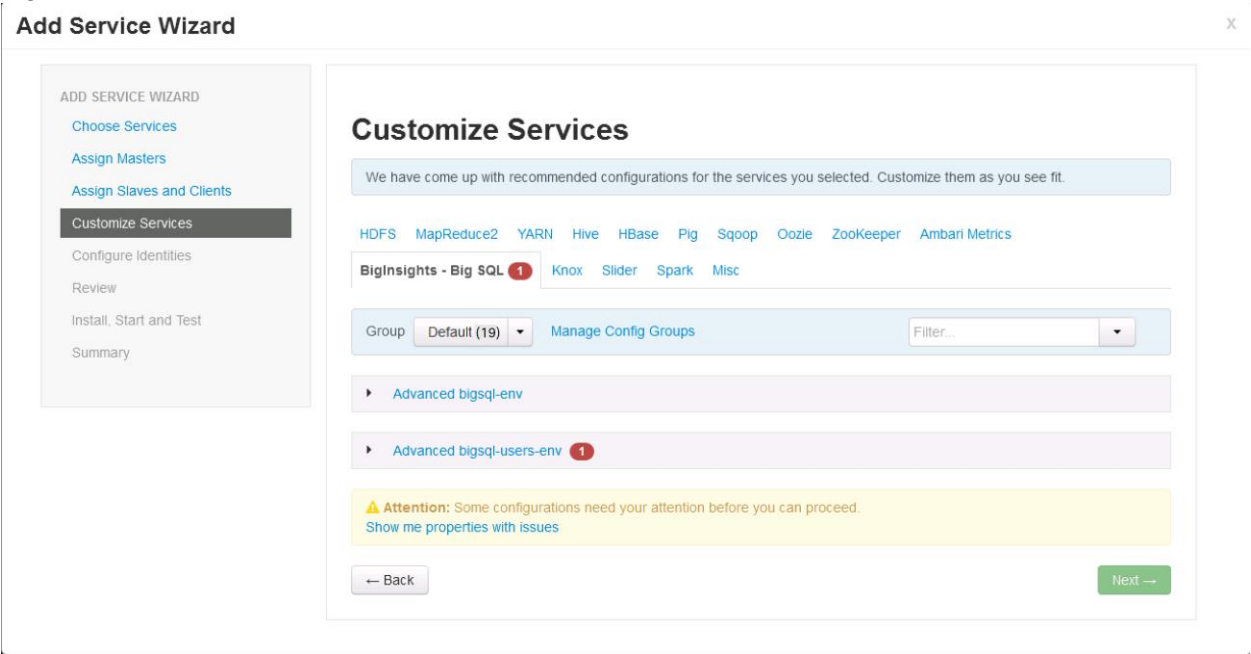 Add Service Wizard
X
ADD SERVICE WIZARD
Choose Services
Assign Masters
Assign Slaves and Clients
Customize Services
Configure Identities
Review
Install, Start and Test
Summary
Customize Services
We have come up with recommended configurations for the services you selected. Customize them as you see fit.
HDFS MapReduce2 YARN Hive HBase Pig Sqoop Oozie ZooKeeper Ambari Metrics
BigInsights - Big SQL 1 Knox Slider Spark Misc
Group Default (19) Manage Config Groups Filter...
Advanced bigsql-env
Advanced bigsql-users-env 1
Attention: Some configurations need your attention before you can proceed.
Show me properties with issues
← Back Next →